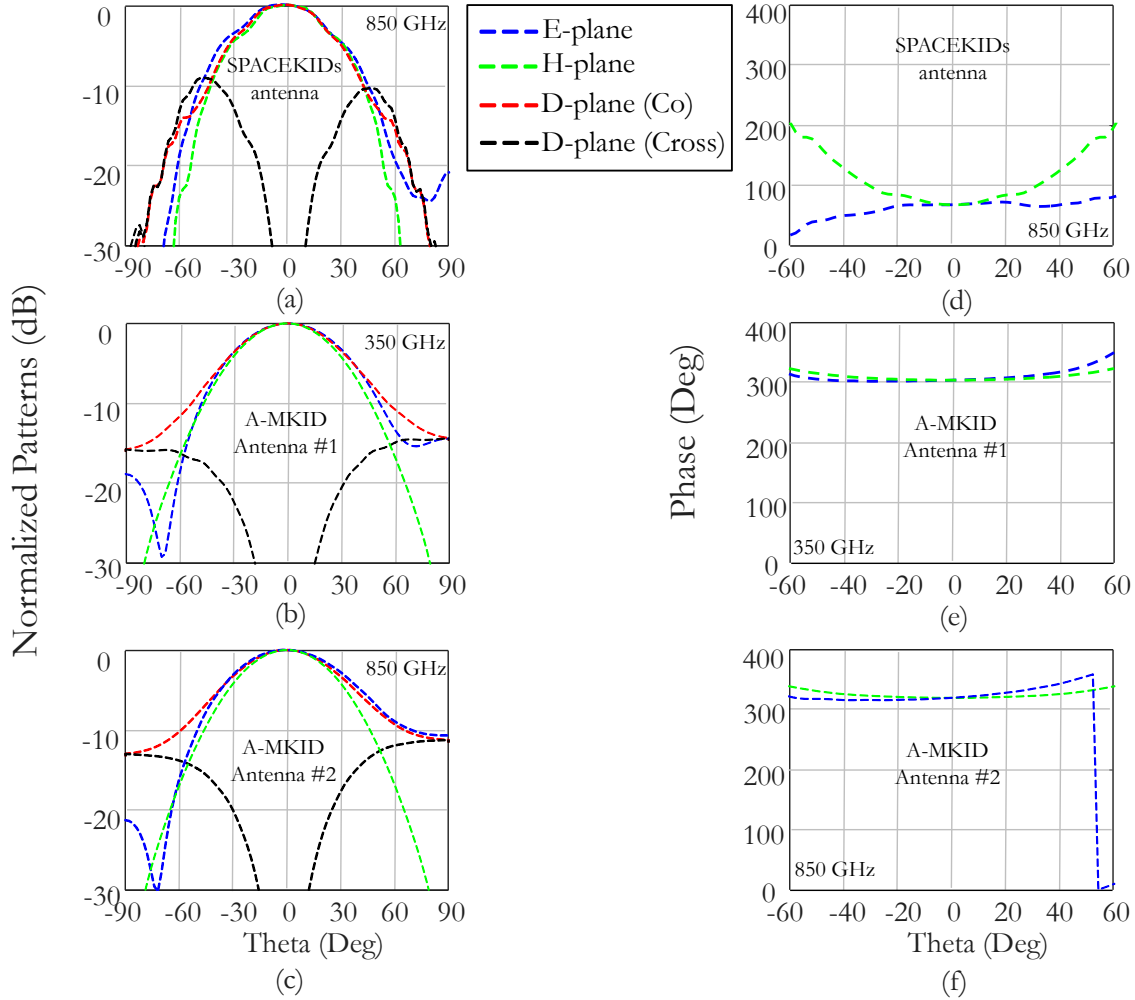 Normalized Patterns (dB)
0
-10
-20
-30
850 GHz
SPACEKIDs
antenna
-90
-60
-30
0
30
60
90
(a)
E-plane
H-plane
D-plane (Co)
D-plane (Cross)
400
300
200
100
0
SPACEKIDs
antenna
850 GHz
-60
-40
-20
0
20
40
60
(d)
0
-10
-20
-30
350 GHz
A-MKID
Antenna #1
-90
-60
-30
0
30
60
90
(b)
Phase (Deg)
400
300
200
100
0
A-MKID
Antenna #1
350 GHz
-60
-40
-20
0
20
40
60
(e)
0
-10
-20
-30
850 GHz
A-MKID
Antenna #2
-90
-60
-30
0
30
60
90
Theta (Deg)
(c)
400
300
200
100
0
A-MKID
Antenna #2
850 GHz
-60
-40
-20
0
20
40
60
Theta (Deg)
(f)